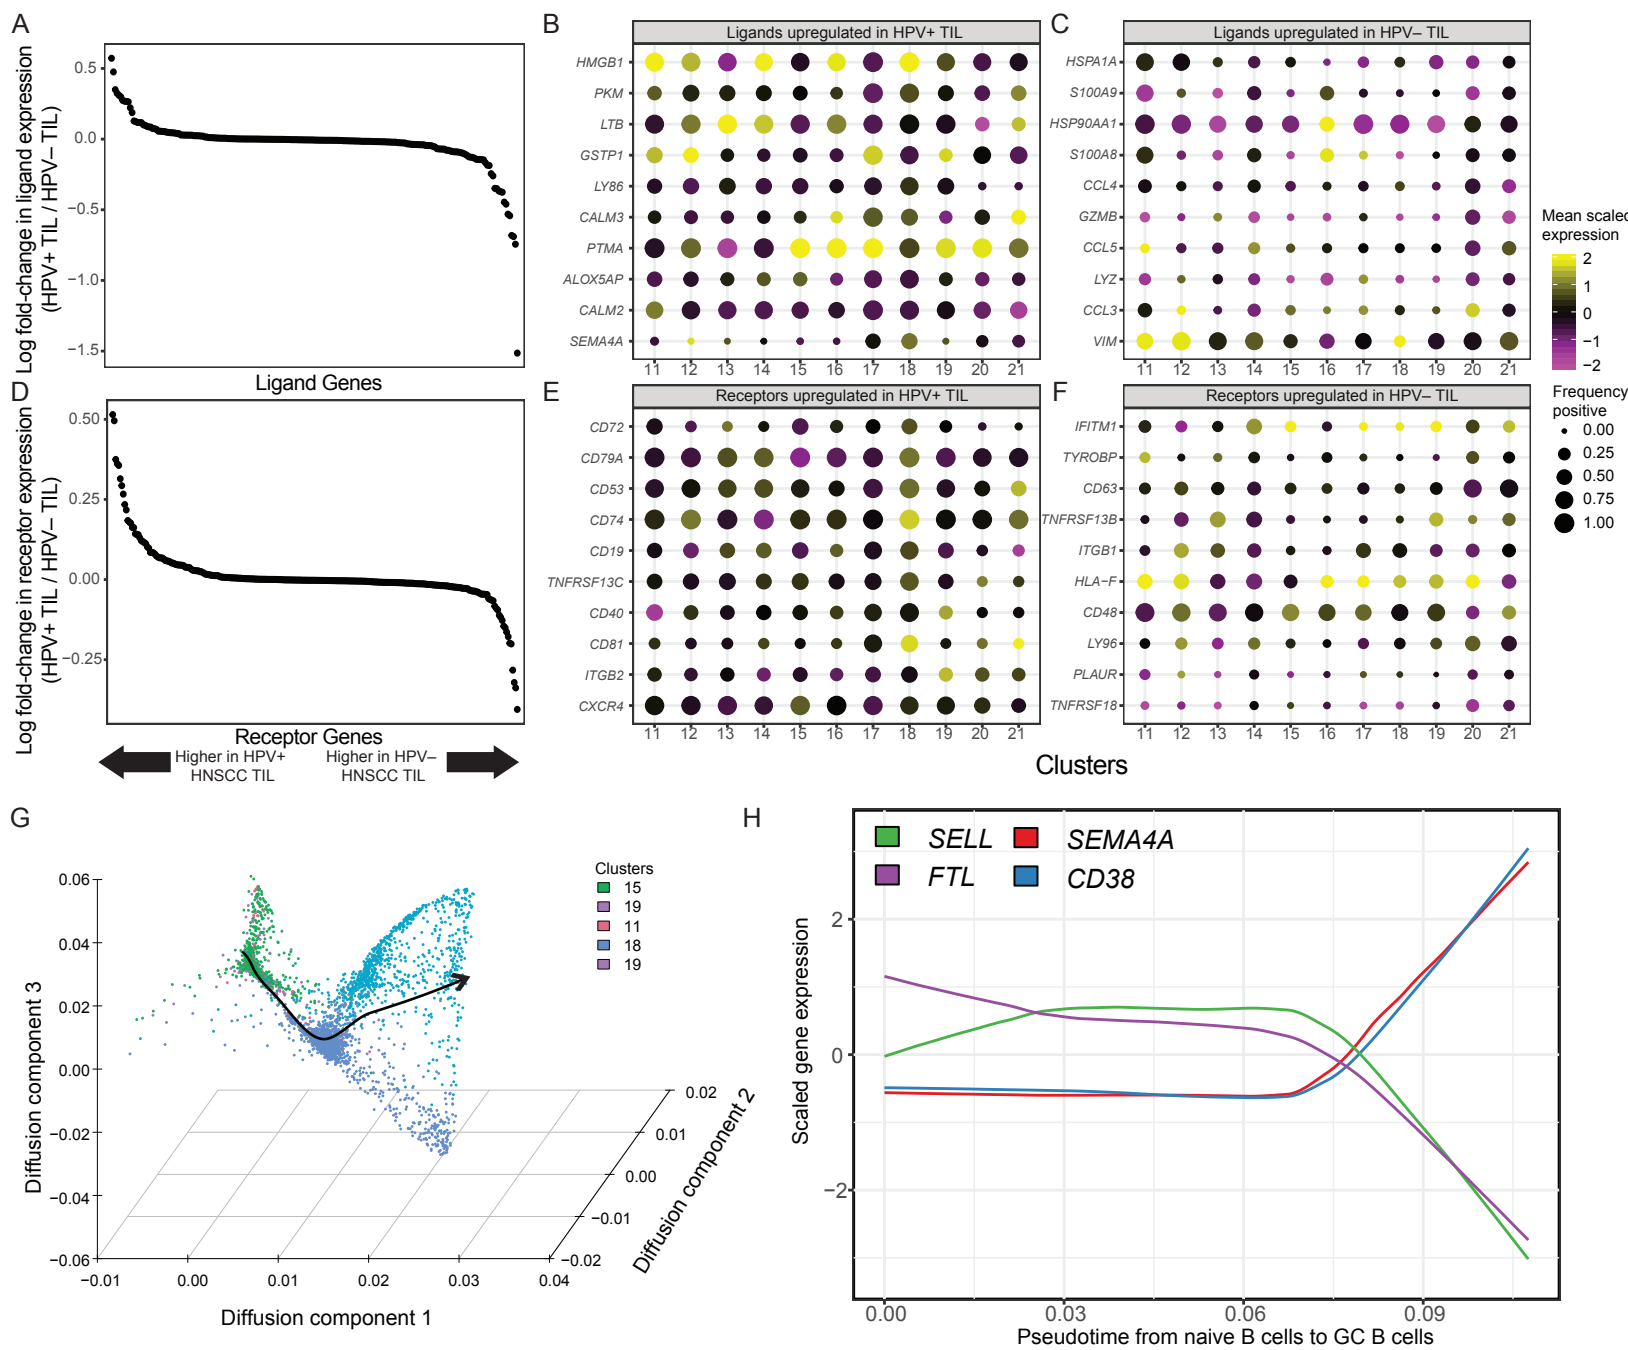 A
Log fold-change in ligand expression
(HPV+ TIL / HPV– TIL)
0.5
0.0
−0.5
−1.0
−1.5
Ligand Genes
B
Ligands upregulated in HPV+ TIL
HMGB1
PKM
LTB
GSTP1
LY86
CALM3
PTMA
ALOX5AP
CALM2
SEMA4A
11 12 13 14 15 16 17 18 19 20 21
C
Ligands upregulated in HPV– TIL
HSPA1A
S100A9
HSP90AA1
S100A8
CCL4
GZMB
CCL5
LYZ
CCL3
VIM
11 12 13 14 15 16 17 18 19 20 21
Mean scaled
expression
2
1
0
−1
−2
Frequency
positive
0.00
0.25
0.50
0.75
1.00
D
Log fold-change in receptor expression
(HPV+ TIL / HPV– TIL)
0.50
0.25
0.00
−0.25
Receptor Genes
Higher in HPV+
HNSCC TIL
Higher in HPV–
HNSCC TIL
E
Receptors upregulated in HPV+ TIL
CD72
CD79A
CD53
CD74
CD19
TNFRSF13C
CD40
CD81
ITGB2
CXCR4
11 12 13 14 15 16 17 18 19 20 21
F
Receptors upregulated in HPV– TIL
IFITM1
TYROBP
CD63
TNFRSF13B
ITGB1
HLA−F
CD48
LY96
PLAUR
TNFRSF18
11 12 13 14 15 16 17 18 19 20 21
Clusters
G
Diffusion component 3
0.06
0.04
0.02
0.00
−0.02
−0.04
−0.06
−0.01 0.00 0.01 0.02 0.03 0.04
Diffusion component 1
0.02
0.01
0.00
−0.01
−0.02
Diffusion component 2
Clusters
15
19
11
18
19
H
SELL
SEMA4A
FTL
CD38
Scaled gene expression
2
0
−2
0.00 0.03 0.06 0.09
Pseudotime from naive B cells to GC B cells